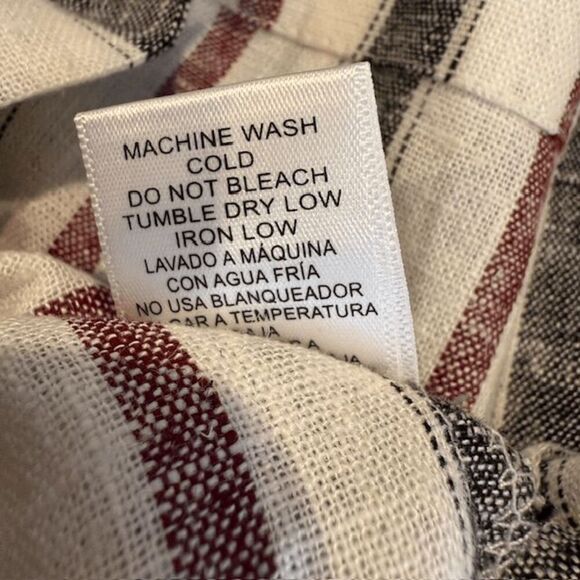 MACHINE WASH
COLD
DO NOT BLEACH
TUMBLE DRY LOW
IRON LOW
LAVADO A MÁQUINA
CON AGUA FRÍA
NO USA BLANQUEADOR
CAR A TEMPERATURA